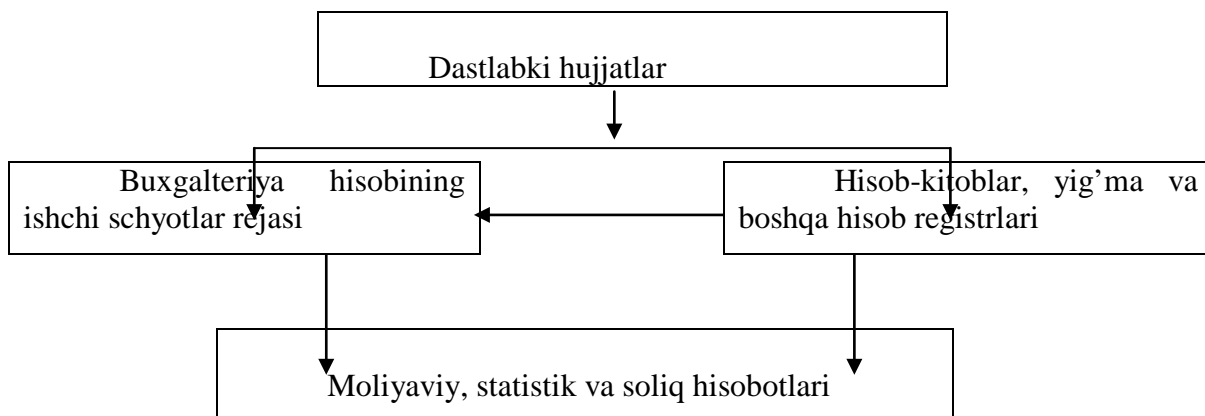 Dastlabki hujjatlar
Buxgalteriya hisobining
ishchi schyotlar rejasi
Hisob-kitoblar, yig’ma va
boshqa hisob registrlari
Moliyaviy, statistik va soliq hisobotlari